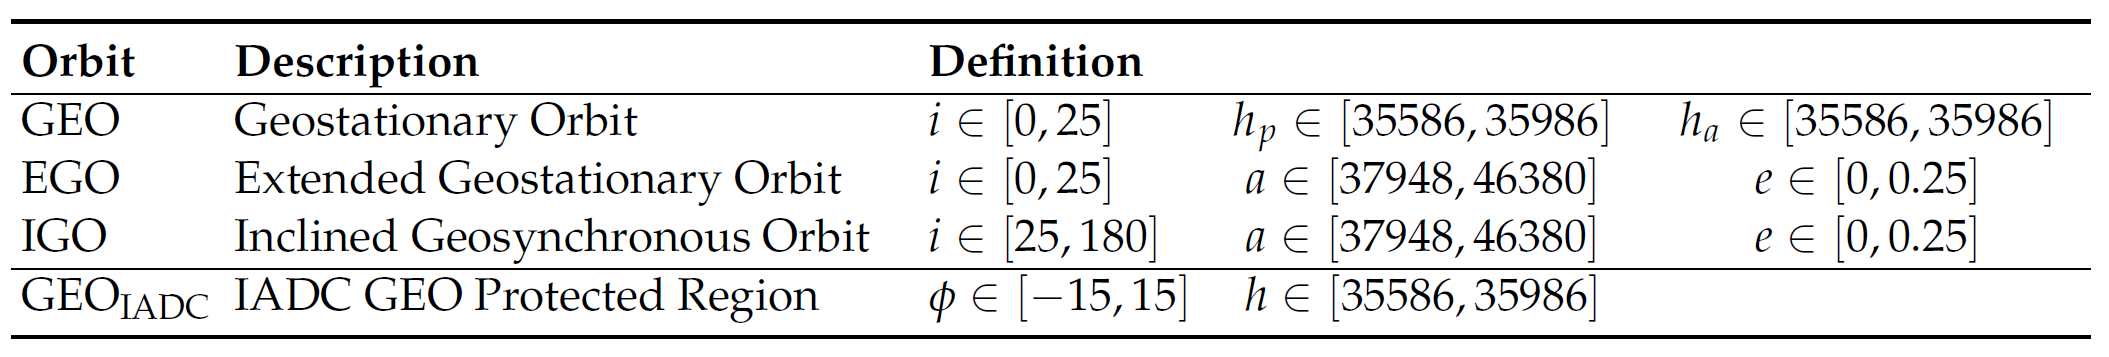 Orbit Description Definition
GEO Geostationary Orbit i ∈ [0, 25] hₚ ∈ [35586, 35986] hₐ ∈ [35586, 35986]
EGO Extended Geostationary Orbit i ∈ [0, 25] a ∈ [37948, 46380] e ∈ [0, 0.25]
IGO Inclined Geosynchronous Orbit i ∈ [25, 180] a ∈ [37948, 46380] e ∈ [0, 0.25]
GEO_IADC IADC GEO Protected Region ϕ ∈ [−15, 15] h ∈ [35586, 35986]